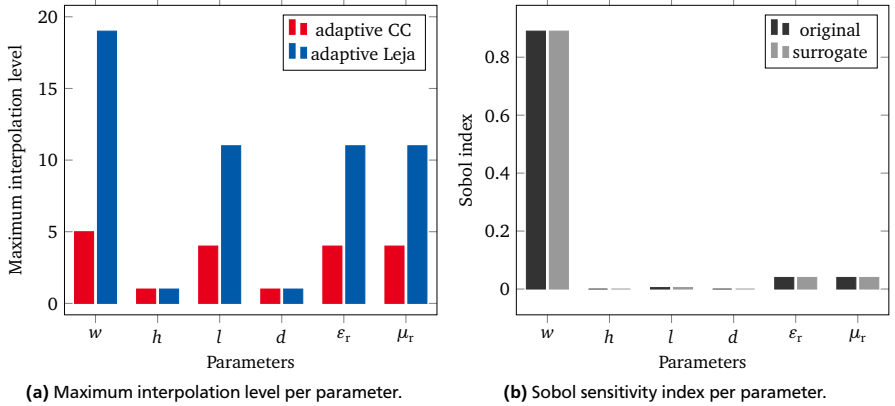 20
15
10
5
0
Maximum interpolation level
adaptive CC
adaptive Leja
w h l d εr μr
Parameters
(a) Maximum interpolation level per parameter.
0.8
0.6
0.4
0.2
0
Sobol index
original
surrogate
w h l d εr μr
Parameters
(b) Sobol sensitivity index per parameter.